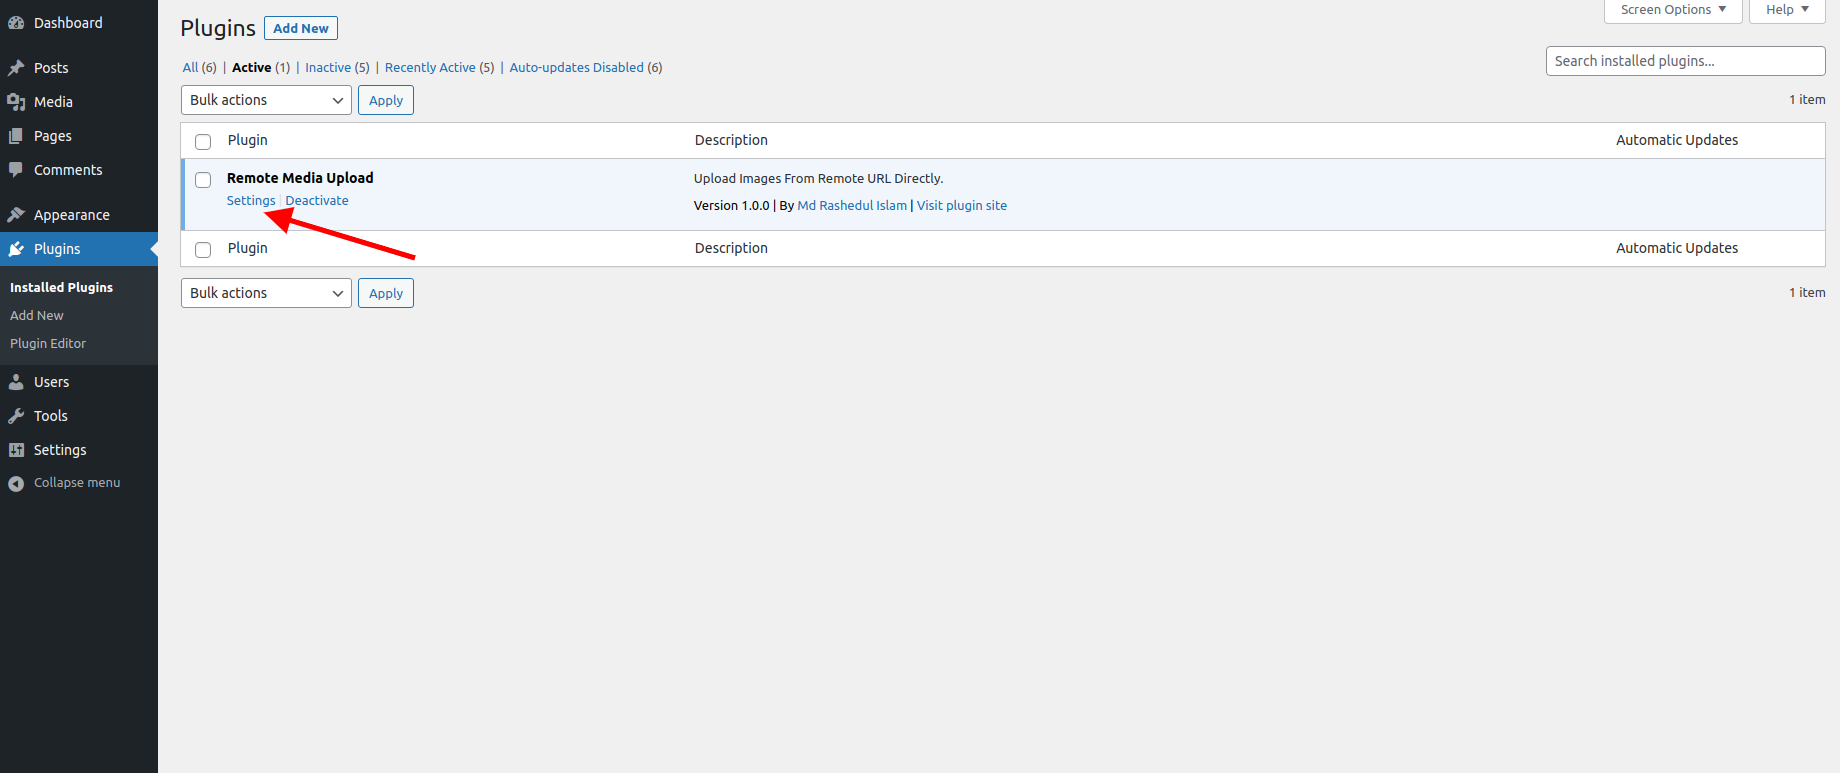 Dashboard
Posts
Media
Pages
Comments
Appearance
Plugins
Installed Plugins
Add New
Plugin Editor
Users
Tools
Settings
Collapse menu
Screen Options Help
Plugins Add New
All (6) | Active (1) | Inactive (5) | Recently Active (5) | Auto-updates Disabled (6)
Search installed plugins...
Bulk actions Apply
1 item
Plugin Description Automatic Updates
Remote Media Upload
Settings | Deactivate
Upload Images From Remote URL Directly.
Version 1.0.0 | By Md Rashedul Islam | Visit plugin site
Plugin Description Automatic Updates
Bulk actions Apply
1 item